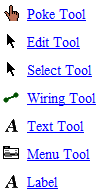 Poke Tool
Edit Tool
Select Tool
Wiring Tool
A Text Tool
Menu Tool
A Label